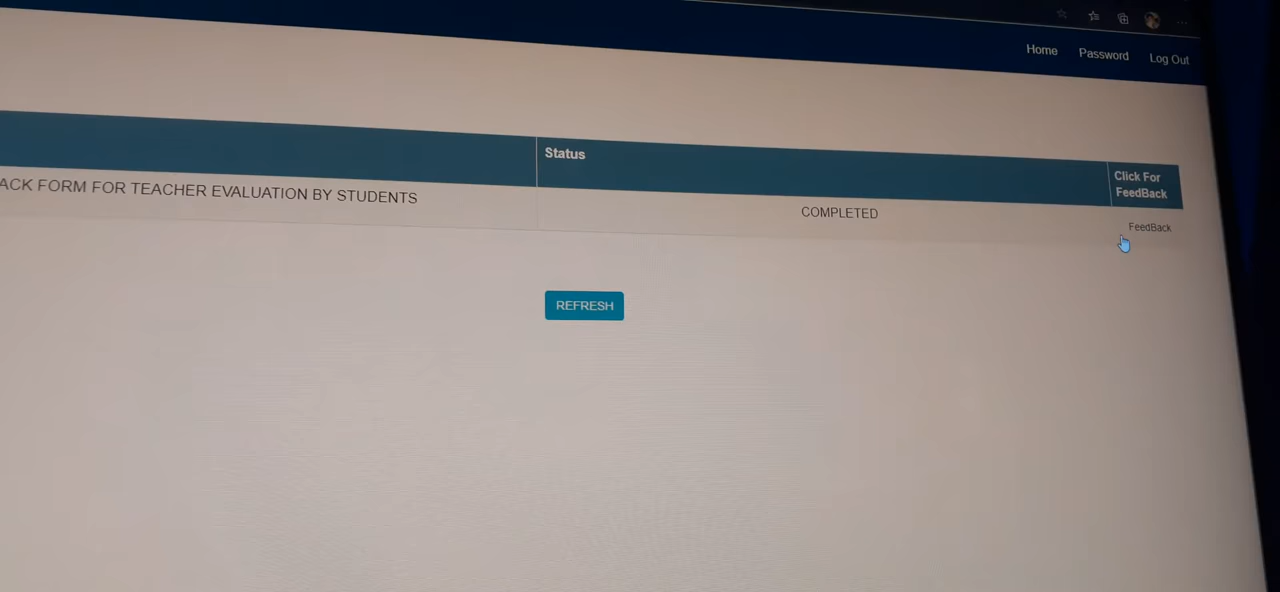 Home Password Log Out
Status
Click For
FeedBack
ACK FORM FOR TEACHER EVALUATION BY STUDENTS
COMPLETED
FeedBack
REFRESH